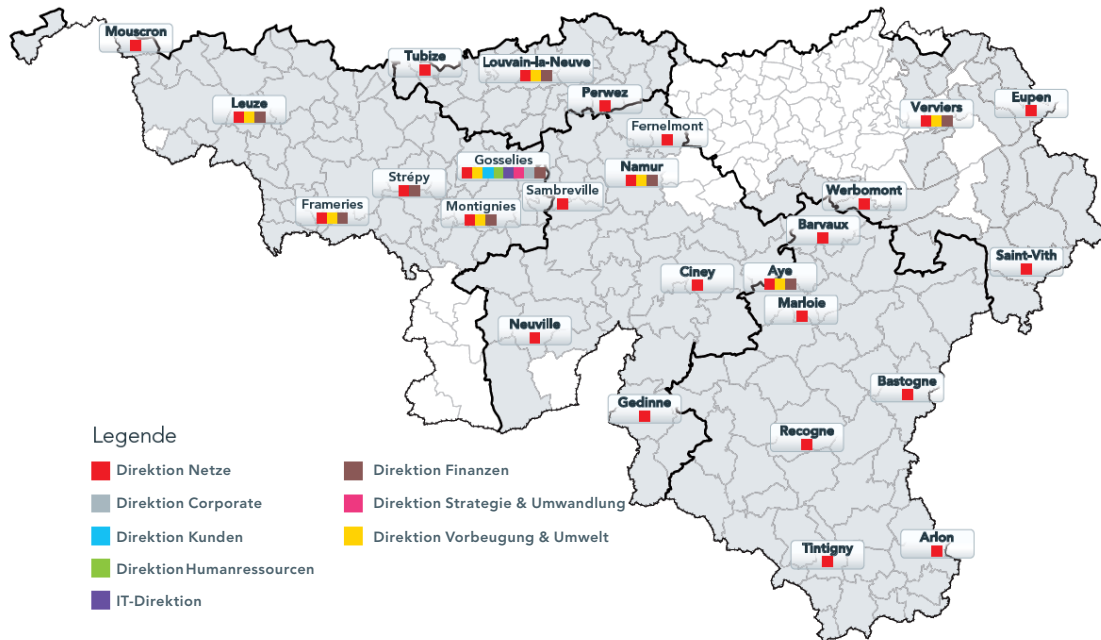 Mouscron
Tubize
Louvain-la-Neuve
Leuze
Perwez
Verviers
Eupen
Fernelmont
Gosselies
Strépy
Namur
Sambreville
Werbomont
Frameries
Montignies
Barvaux
Saint-Vith
Ciney
Aye
Marloie
Neuville
Bastogne
Gedinne
Recogne
Arlon
Tintigny
Legende
Direktion Netze
Direktion Corporate
Direktion Kunden
Direktion Humanressourcen
IT-Direktion
Direktion Finanzen
Direktion Strategie & Umwandlung
Direktion Vorbeugung & Umwelt